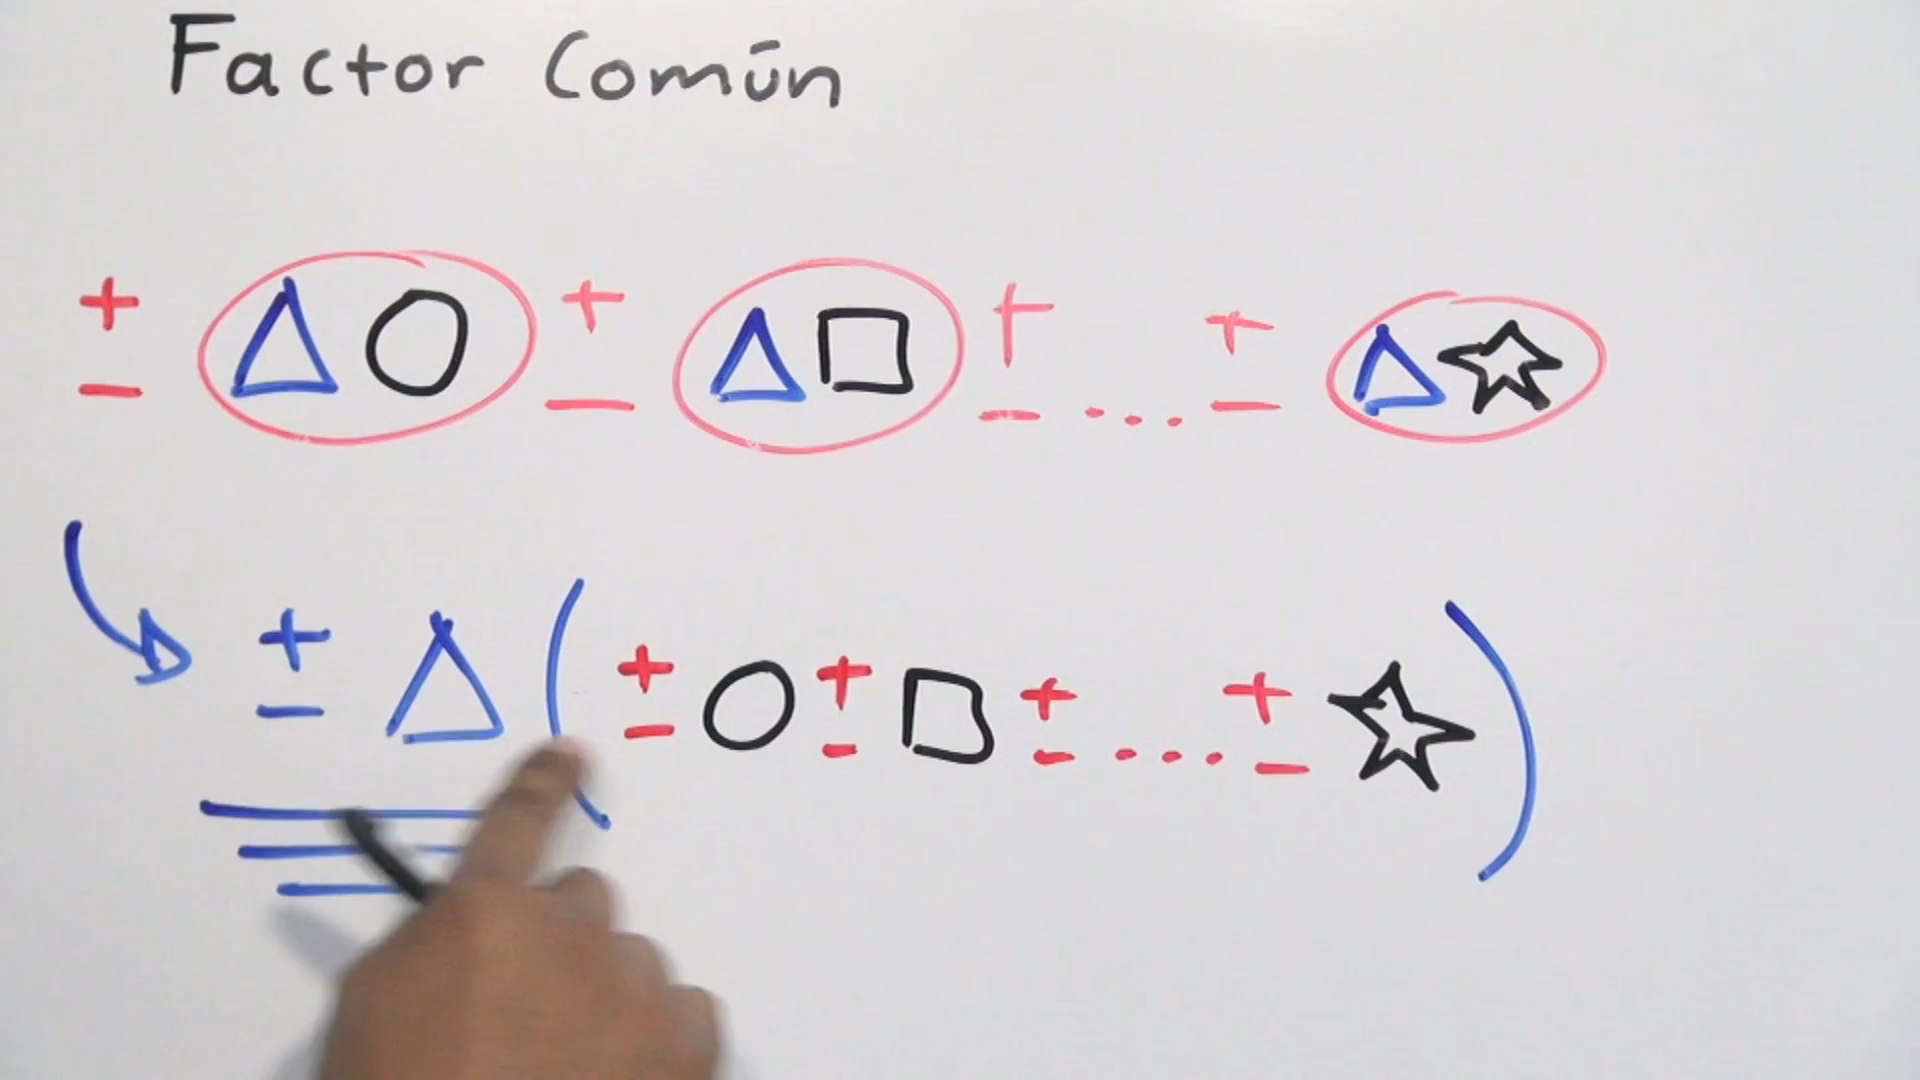 Factor Común
± △○ ± △□ ± ... ± △☆
± △ ( ± ○ ± □ ± ... ± ☆ )